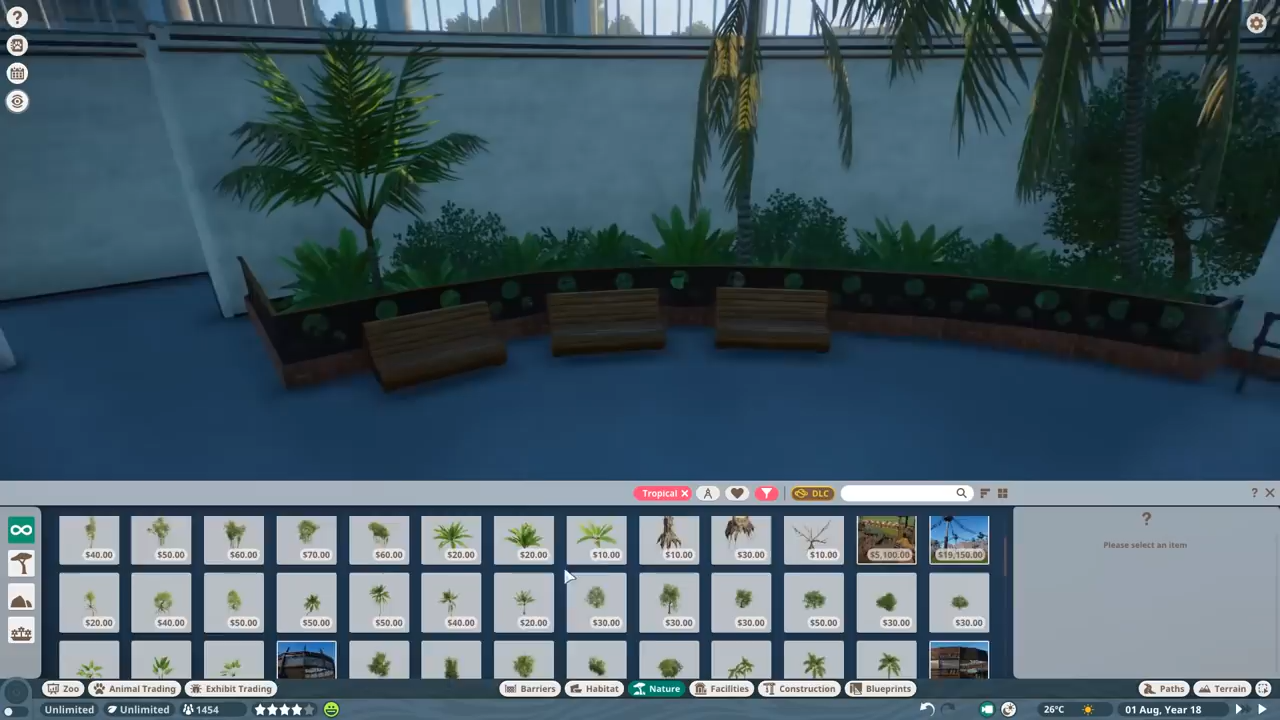 ?
Tropical ×
DLC
? ×
$40.00 $50.00 $60.00 $70.00 $60.00 $20.00 $20.00 $10.00 $10.00 $30.00 $10.00 $5,100.00 $19,150.00
?
Please select an item
$20.00 $40.00 $50.00 $50.00 $50.00 $40.00 $20.00 $30.00 $30.00 $30.00 $50.00 $30.00 $30.00
Zoo Animal Trading Exhibit Trading Barriers Habitat Nature Facilities Construction Blueprints Paths Terrain
Unlimited Unlimited 1454 26°C 01 Aug, Year 18